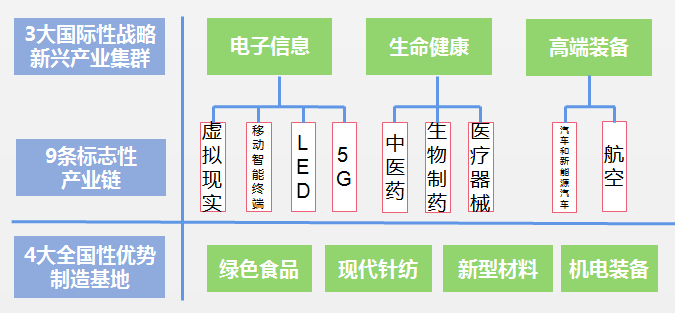 3大国际性战略
新兴产业集群
电子信息
生命健康
高端装备
9条标志性
产业链
虚拟现实
移动智能终端
LED
5G
中医药
生物制药
医疗器械
汽车和新能源汽车
航空
4大全国性优势
制造基地
绿色食品
现代针纺
新型材料
机电装备